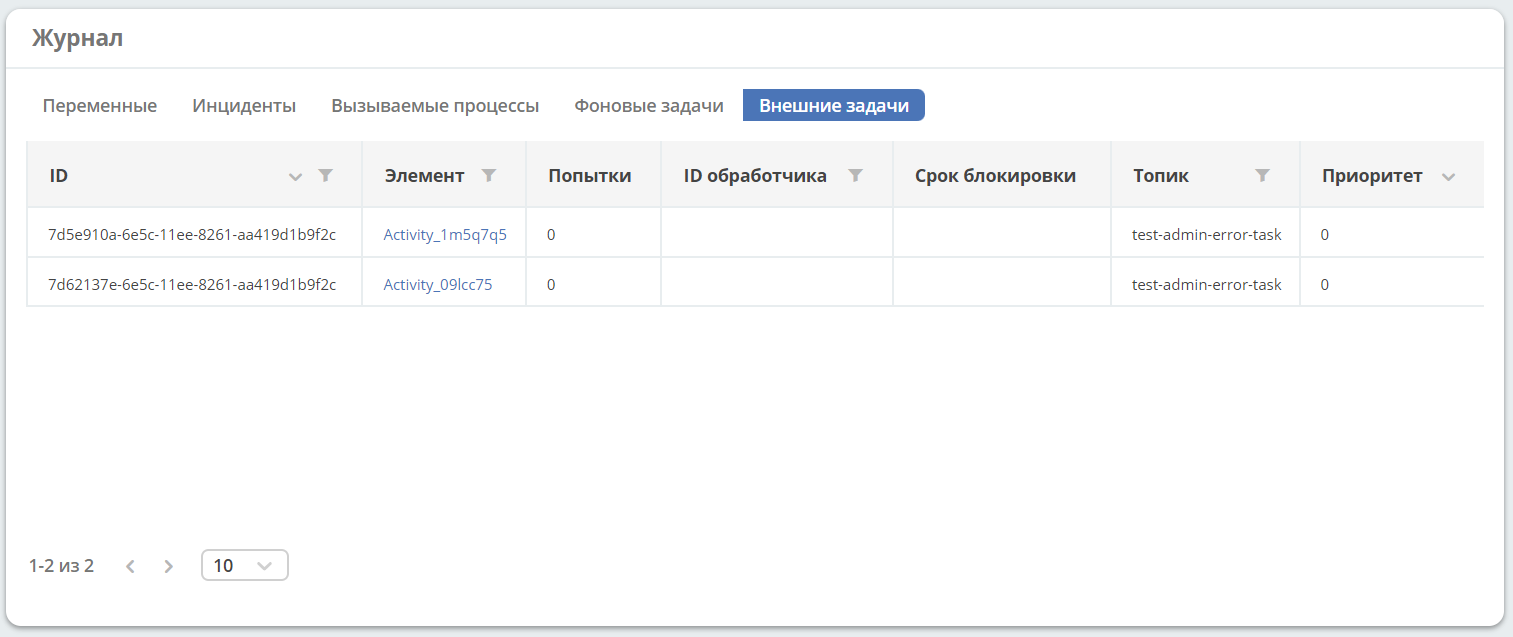 Журнал
Переменные Инциденты Вызываемые процессы Фоновые задачи Внешние задачи
ID Элемент Попытки ID обработчика Срок блокировки Топик Приоритет
7d5e910a-6e5c-11ee-8261-aa419d1b9f2c Activity_1m5q7q5 0 test-admin-error-task 0
7d62137e-6e5c-11ee-8261-aa419d1b9f2c Activity_09lcc75 0 test-admin-error-task 0
1-2 из 2 10